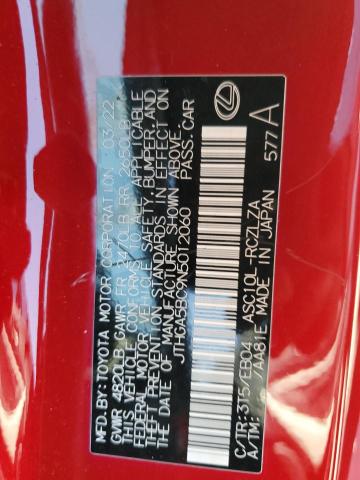 MFD.BY: TOYOTA MOTOR CORPORATION 03/22
GVWR 4820LB GAWR FR 2410LB RR 2650LB
THIS VEHICLE CONFORMS TO ALL APPLICABLE
FEDERAL MOTOR VEHICLE SAFETY, BUMPER, AND
THEFT PREVENTION STANDARDS IN EFFECT ON
THE DATE OF MANUFACTURE SHOWN ABOVE.
JTHGA5BC9N5012060 PASS.CAR
C/TR: 3T5/EB04 ASC10L-RCZLZA
A/TM: /AA81E MADE IN JAPAN 577 A